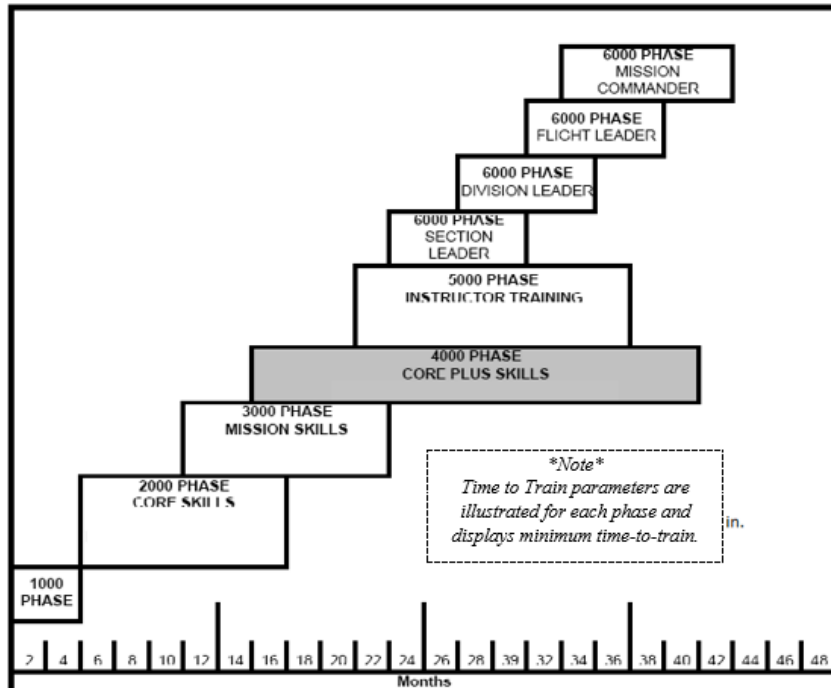 6000 PHASE
MISSION
COMMANDER
6000 PHASE
FLIGHT LEADER
6000 PHASE
DIVISION LEADER
6000 PHASE
SECTION
LEADER
5000 PHASE
INSTRUCTOR TRAINING
4000 PHASE
CORE PLUS SKILLS
3000 PHASE
MISSION SKILLS
*Note*
Time to Train parameters are
illustrated for each phase and
displays minimum time-to-train.
in.
2000 PHASE
CORE SKILLS
1000
PHASE
2 4 6 8 10 12 14 16 18 20 22 24 26 28 39 32 34 36 38 40 42 44 46 48
Months